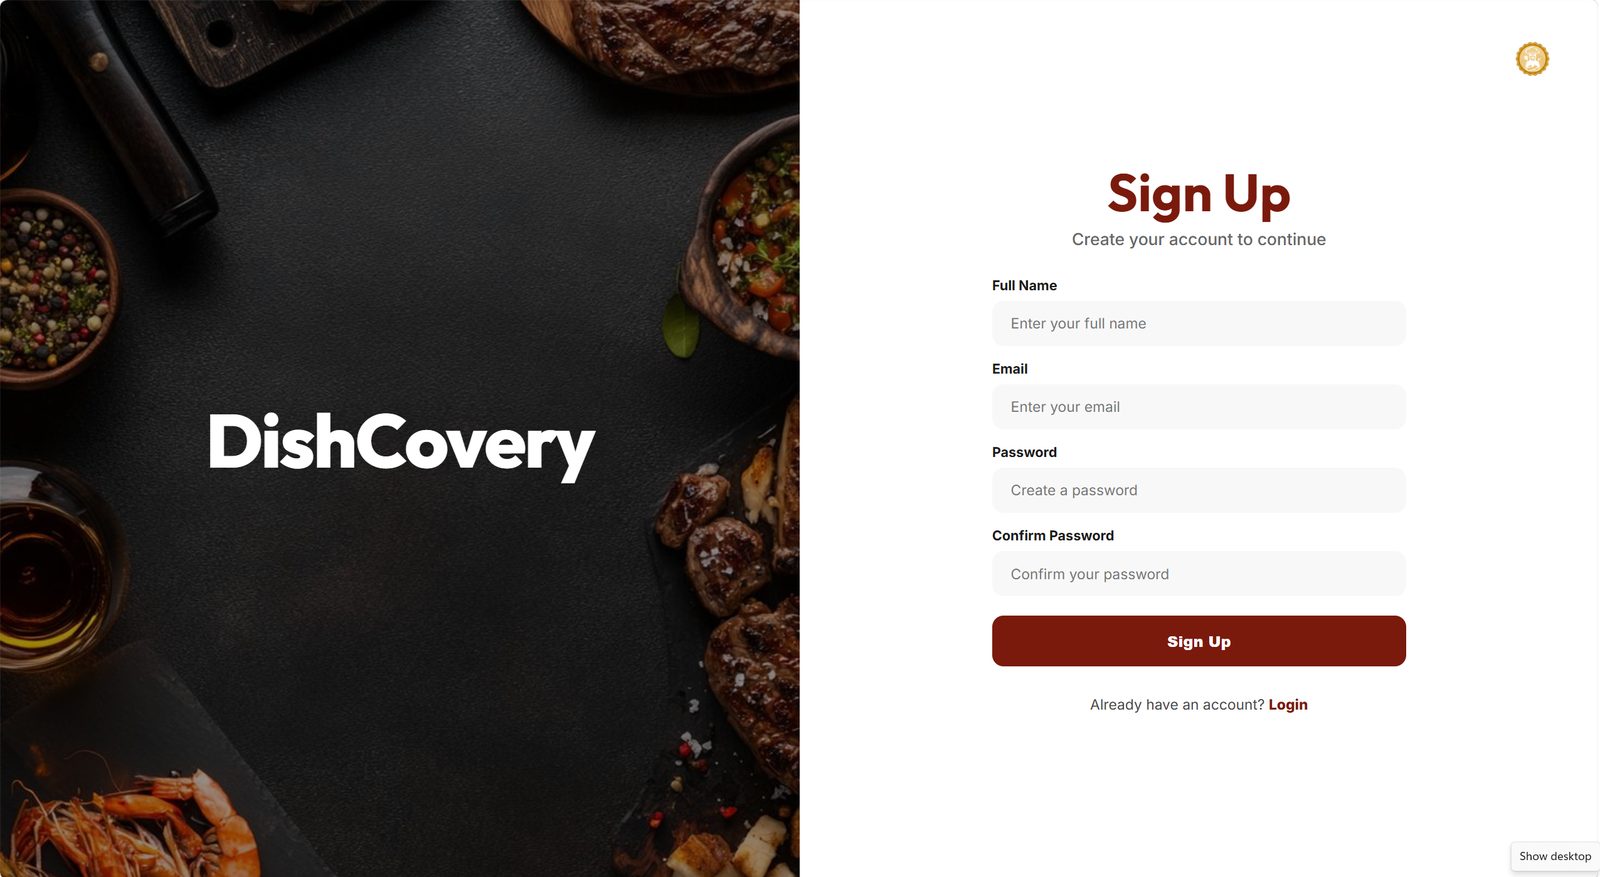 DishCovery
Sign Up
Create your account to continue
Full Name
Enter your full name
Email
Enter your email
Password
Create a password
Confirm Password
Confirm your password
Sign Up
Already have an account? Login
Show desktop